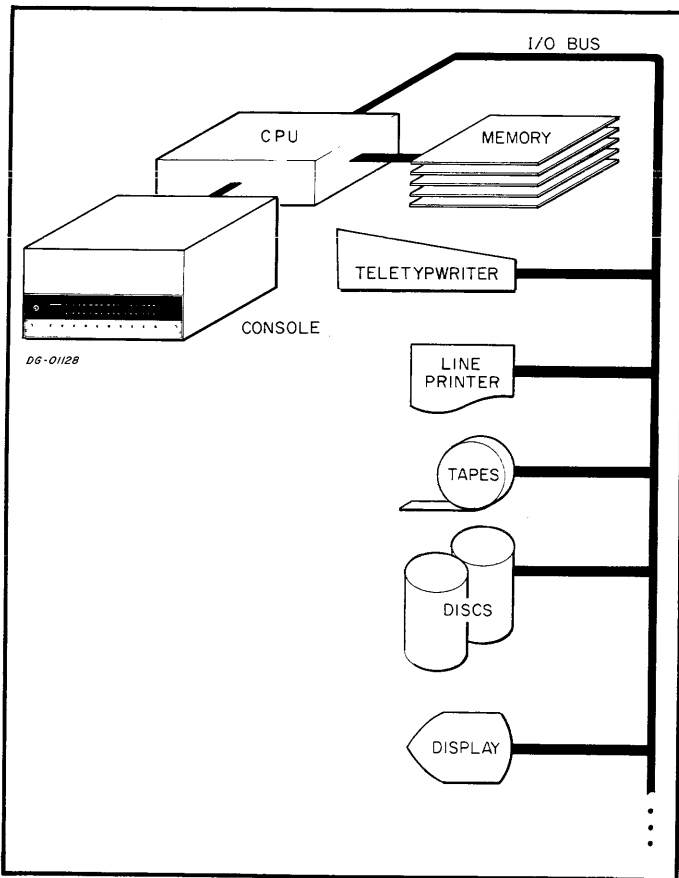 I/O BUS
CPU
MEMORY
TELETYPWRITER
CONSOLE
DG-01128
LINE
PRINTER
TAPES
DISCS
DISPLAY